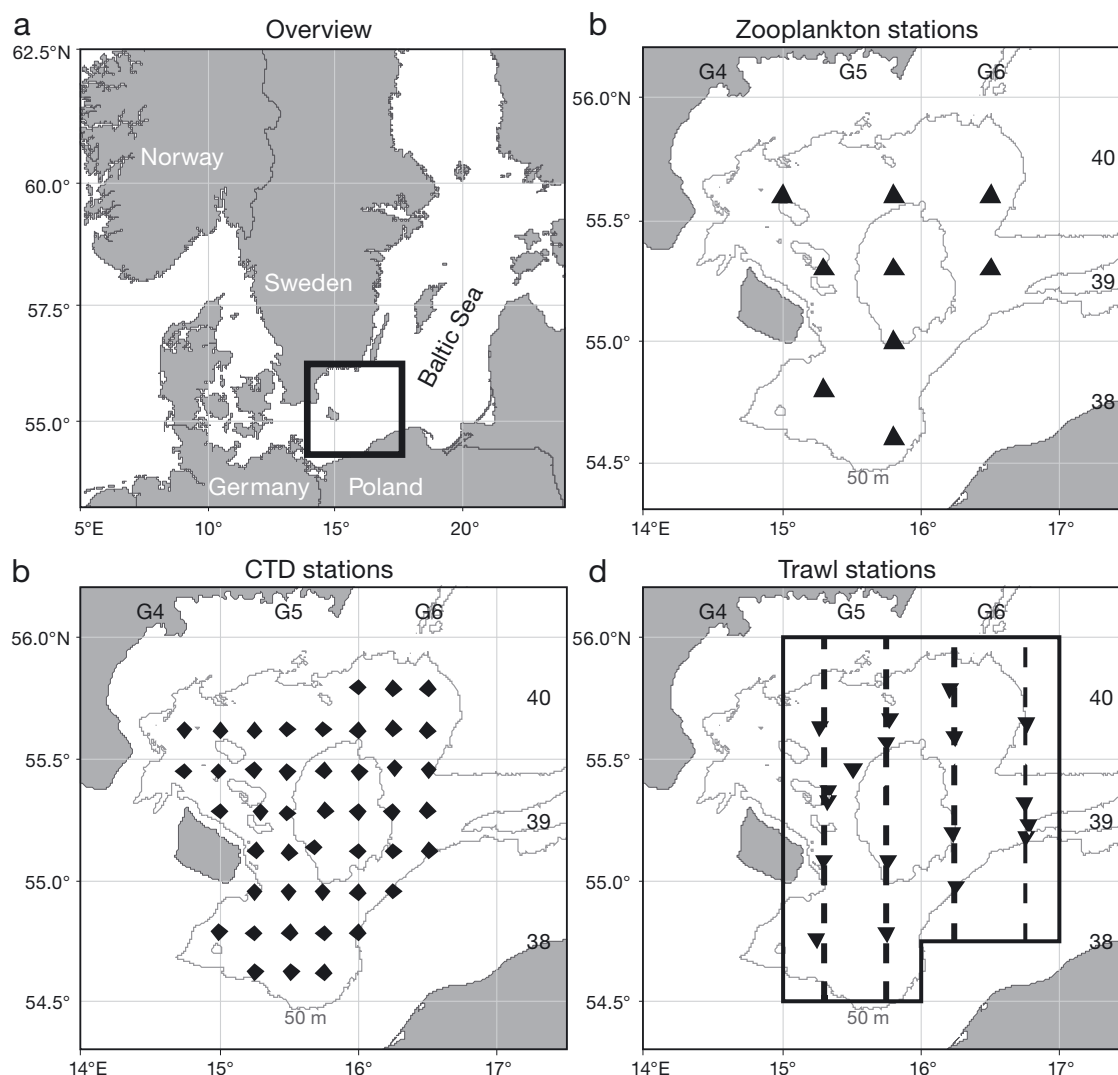 a
Overview
62.5°N
60.0°
57.5°
55.0°
5°E
10°
15°
20°
Norway
Sweden
Baltic Sea
Germany
Poland
b
Zooplankton stations
G4
G5
G6
56.0°N
55.5°
55.0°
54.5°
40
39
38
50 m
14°E
15°
16°
17°
b
CTD stations
G4
G5
G6
56.0°N
55.5°
55.0°
54.5°
40
39
38
50 m
14°E
15°
16°
17°
d
Trawl stations
G4
G5
G6
56.0°N
55.5°
55.0°
54.5°
40
39
38
50 m
14°E
15°
16°
17°